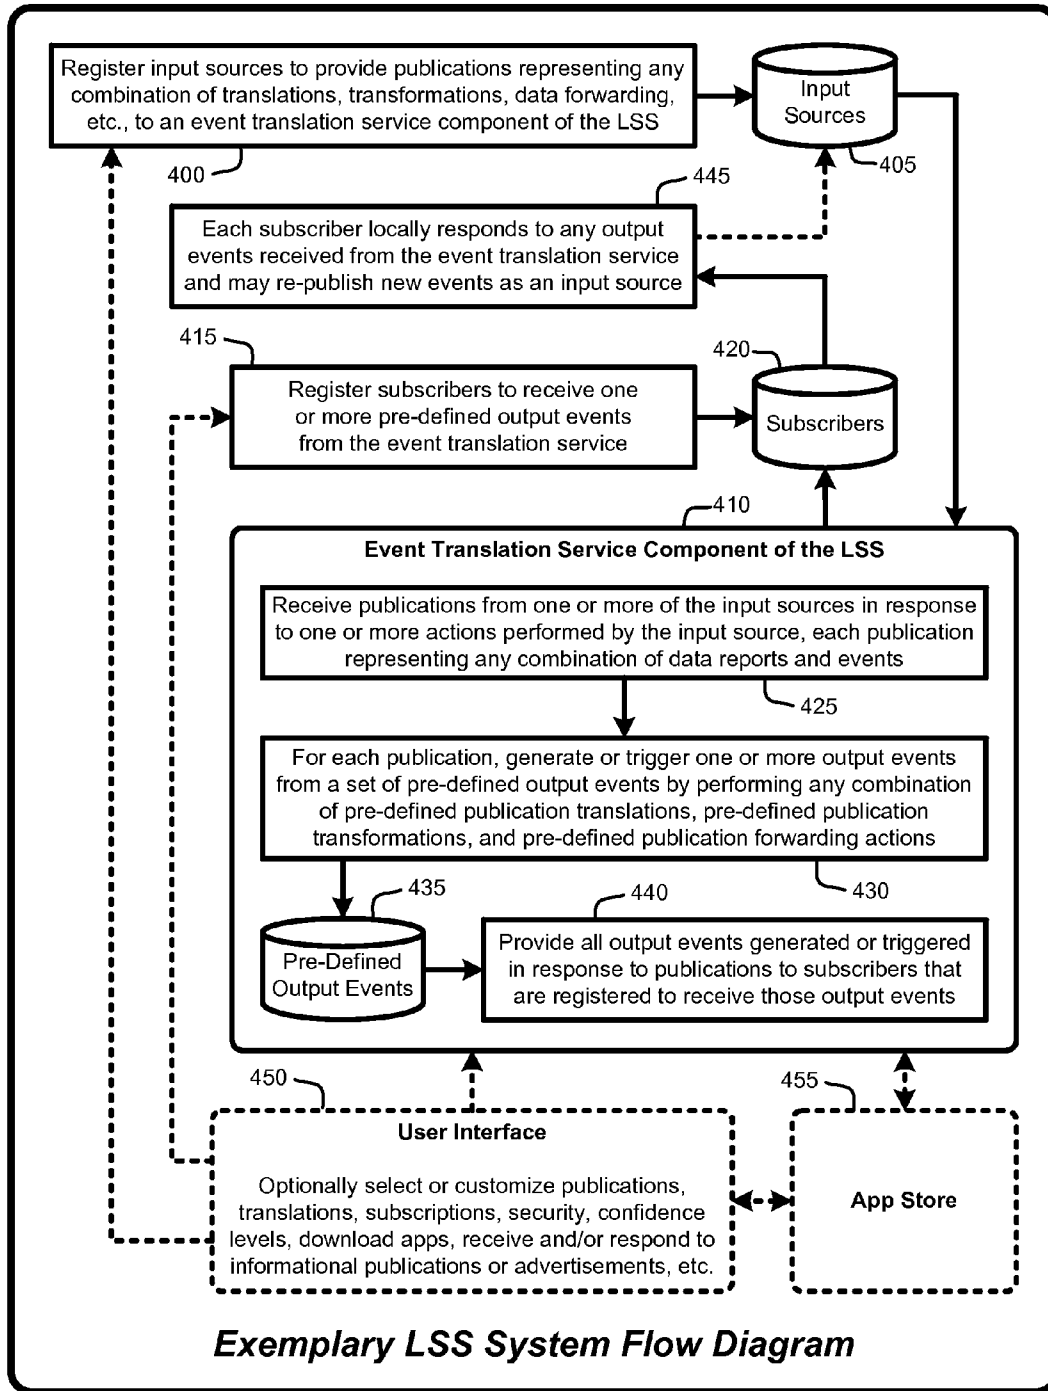 Register input sources to provide publications representing any
combination of translations, transformations, data forwarding,
etc., to an event translation service component of the LSS
400
Input
Sources
405
445
Each subscriber locally responds to any output
events received from the event translation service
and may re-publish new events as an input source
415
Register subscribers to receive one
or more pre-defined output events
from the event translation service
420
Subscribers
410
Event Translation Service Component of the LSS
Receive publications from one or more of the input sources in response
to one or more actions performed by the input source, each publication
representing any combination of data reports and events
425
For each publication, generate or trigger one or more output events
from a set of pre-defined output events by performing any combination
of pre-defined publication translations, pre-defined publication
transformations, and pre-defined publication forwarding actions
430
435
Pre-Defined
Output Events
440
Provide all output events generated or triggered
in response to publications to subscribers that
are registered to receive those output events
450
User Interface
Optionally select or customize publications,
translations, subscriptions, security, confidence
levels, download apps, receive and/or respond to
informational publications or advertisements, etc.
455
App Store
Exemplary LSS System Flow Diagram